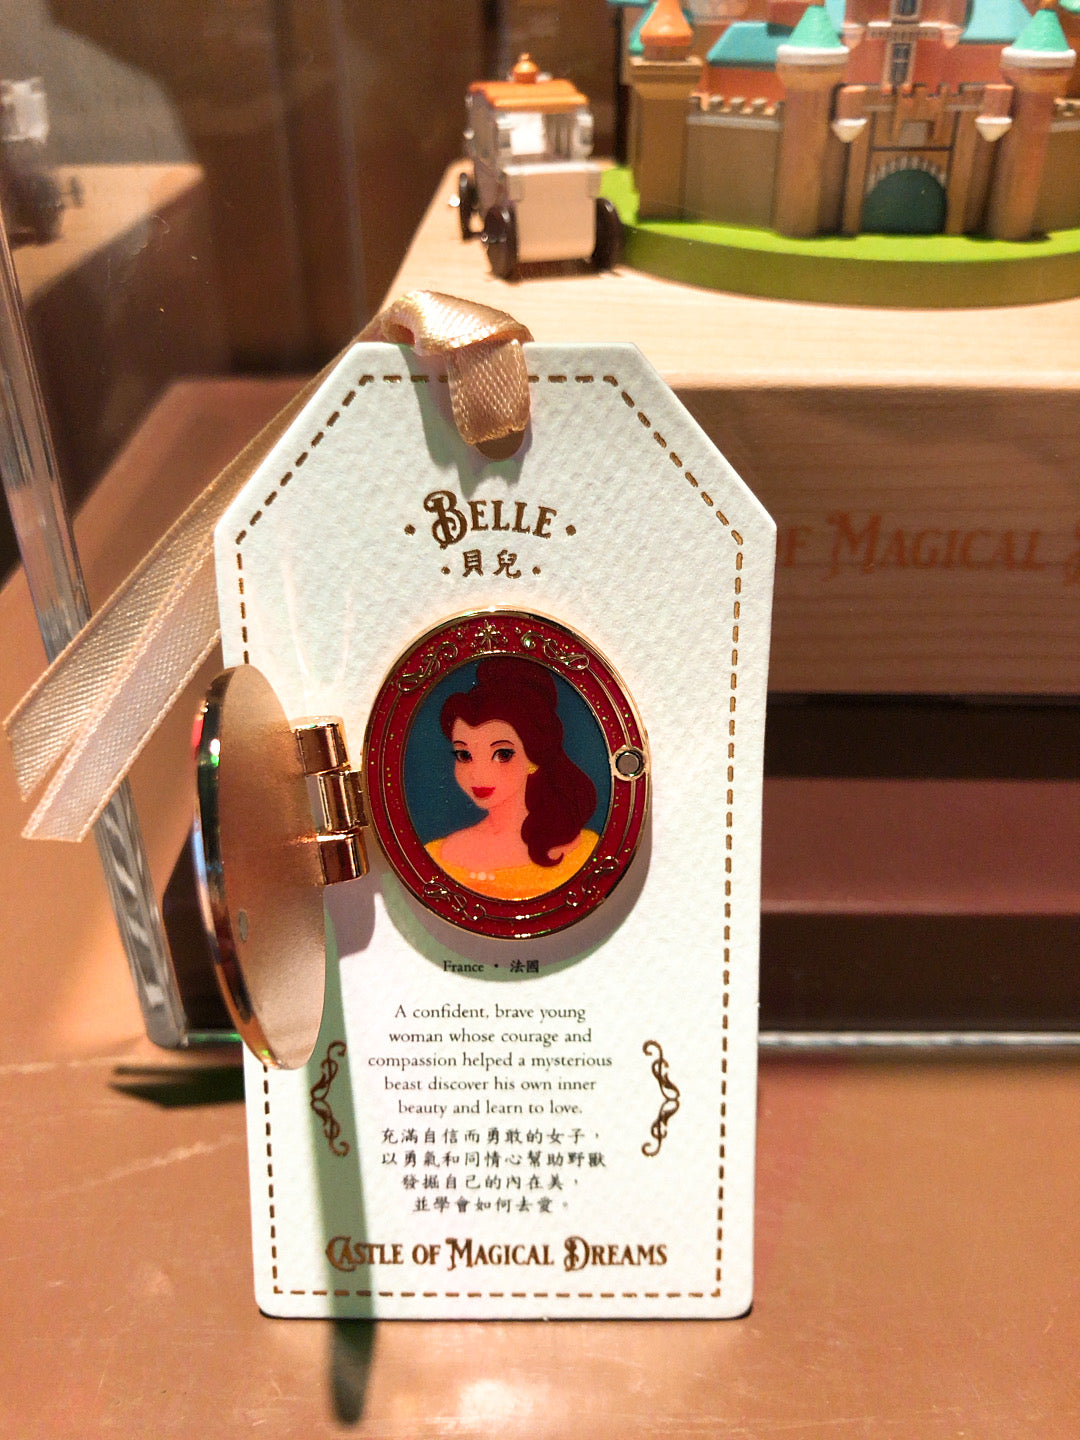 BELLE
貝兒
F MAGICAL
France · 法國
A confident, brave young
woman whose courage and
compassion helped a mysterious
beast discover his own inner
beauty and learn to love.
充滿自信而勇敢的女子，
以勇氣和同情心幫助野獸
發掘自己的內在美，
並學會如何去愛。
CASTLE OF MAGICAL DREAMS